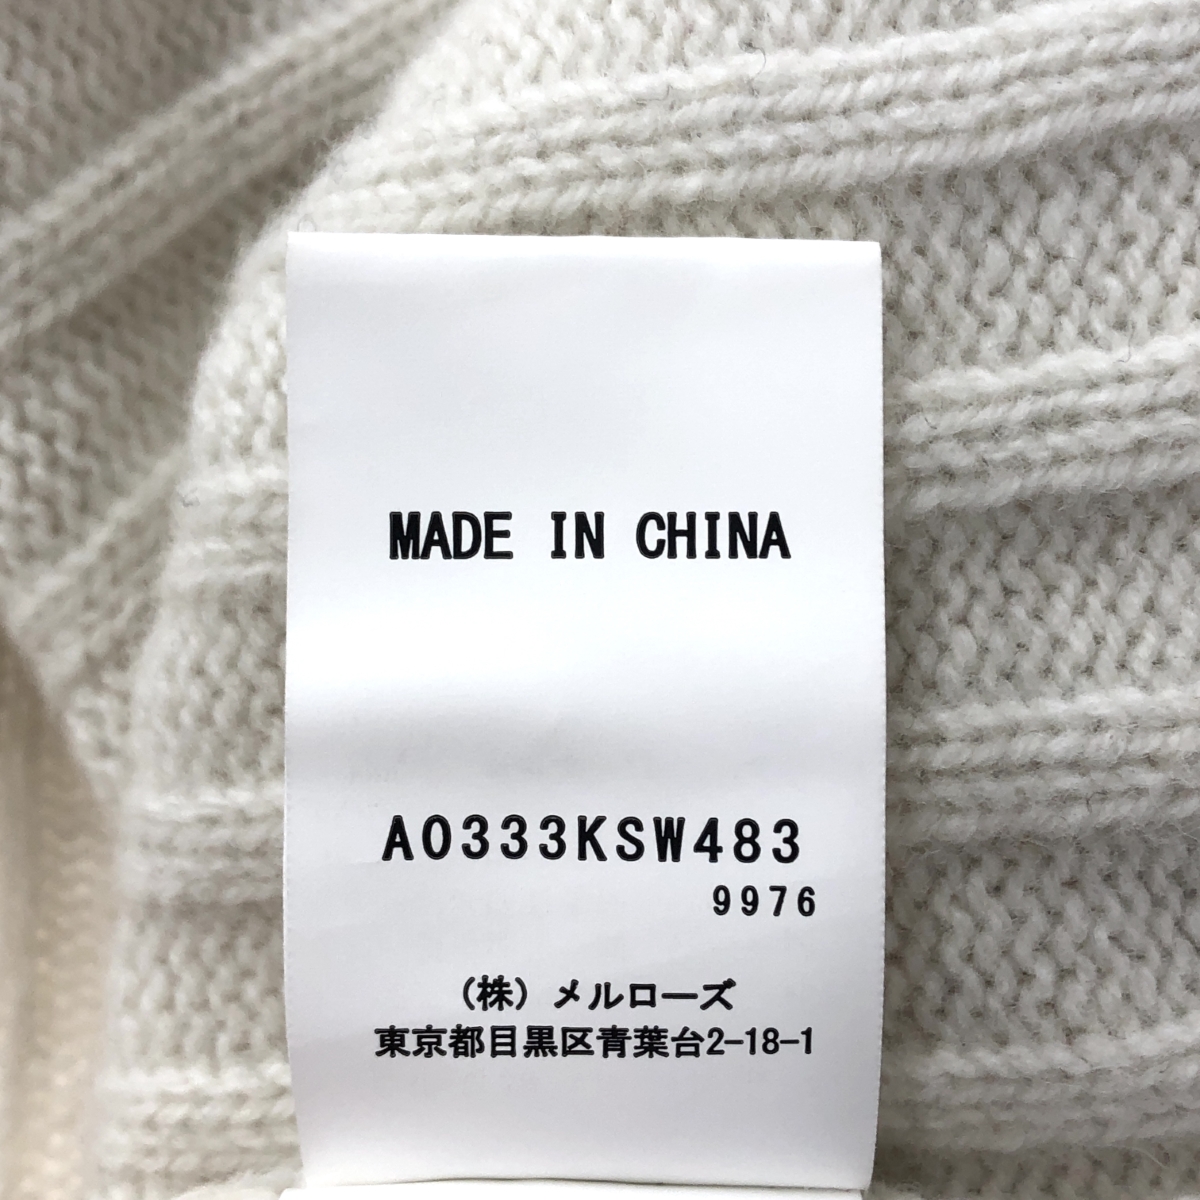 MADE IN CHINA
A0333KSW483
9976
(株)メルローズ
東京都目黒区青葉台2-18-1